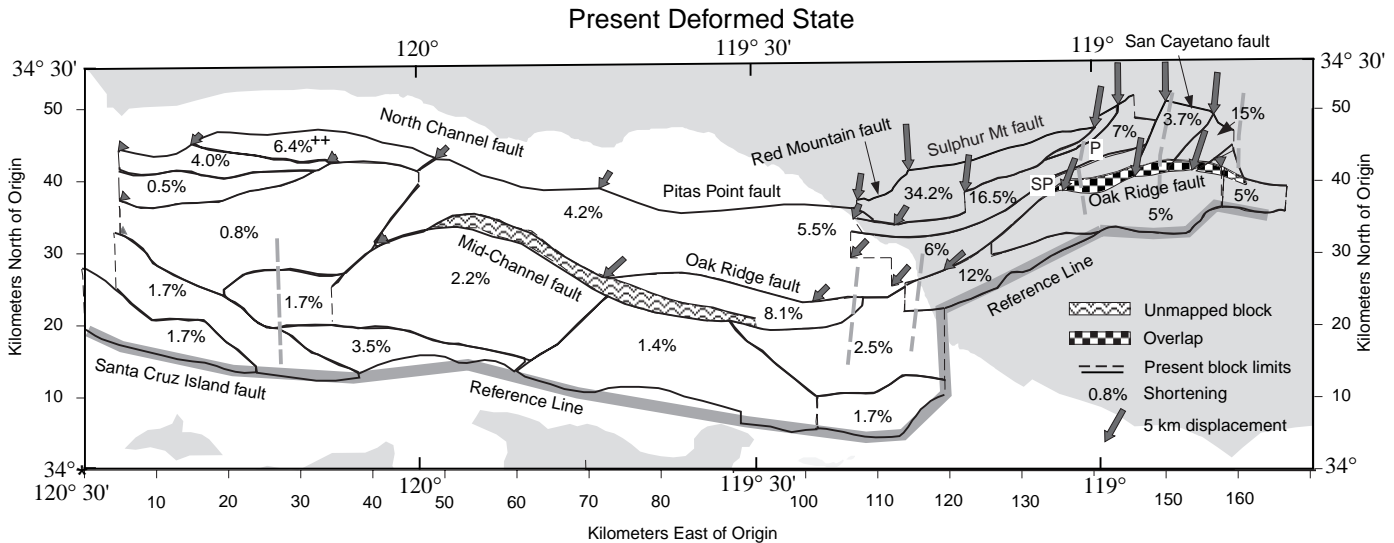 Present Deformed State
120°
119° 30'
119°
San Cayetano fault
34° 30'
34° 30'
50
40
30
20
10
34°
Kilometers North of Origin
50
40
30
20
10
34°
Kilometers North of Origin
North Channel fault
6.4%++
4.0%
0.5%
0.8%
4.2%
Pitas Point fault
Red Mountain fault
Sulphur Mt fault
34.2%
16.5%
7%
P
3.7%
15%
SP
Oak Ridge fault
5%
5%
5.5%
6%
12%
Reference Line
Mid-Channel fault
2.2%
Oak Ridge fault
8.1%
1.7%
1.7%
1.7%
3.5%
1.4%
2.5%
1.7%
Santa Cruz Island fault
Reference Line
Unmapped block
Overlap
Present block limits
0.8% Shortening
5 km displacement
*
120° 30'
120°
119° 30'
119°
10 20 30 40 50 60 70 80 100 110 120 130 150 160
Kilometers East of Origin